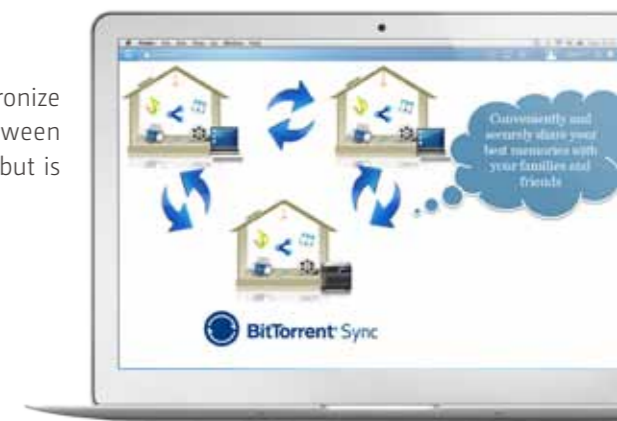 ronize
ween
but is
Conveniently and
securely share your
best memories with
your families and
friends
BitTorrent Sync